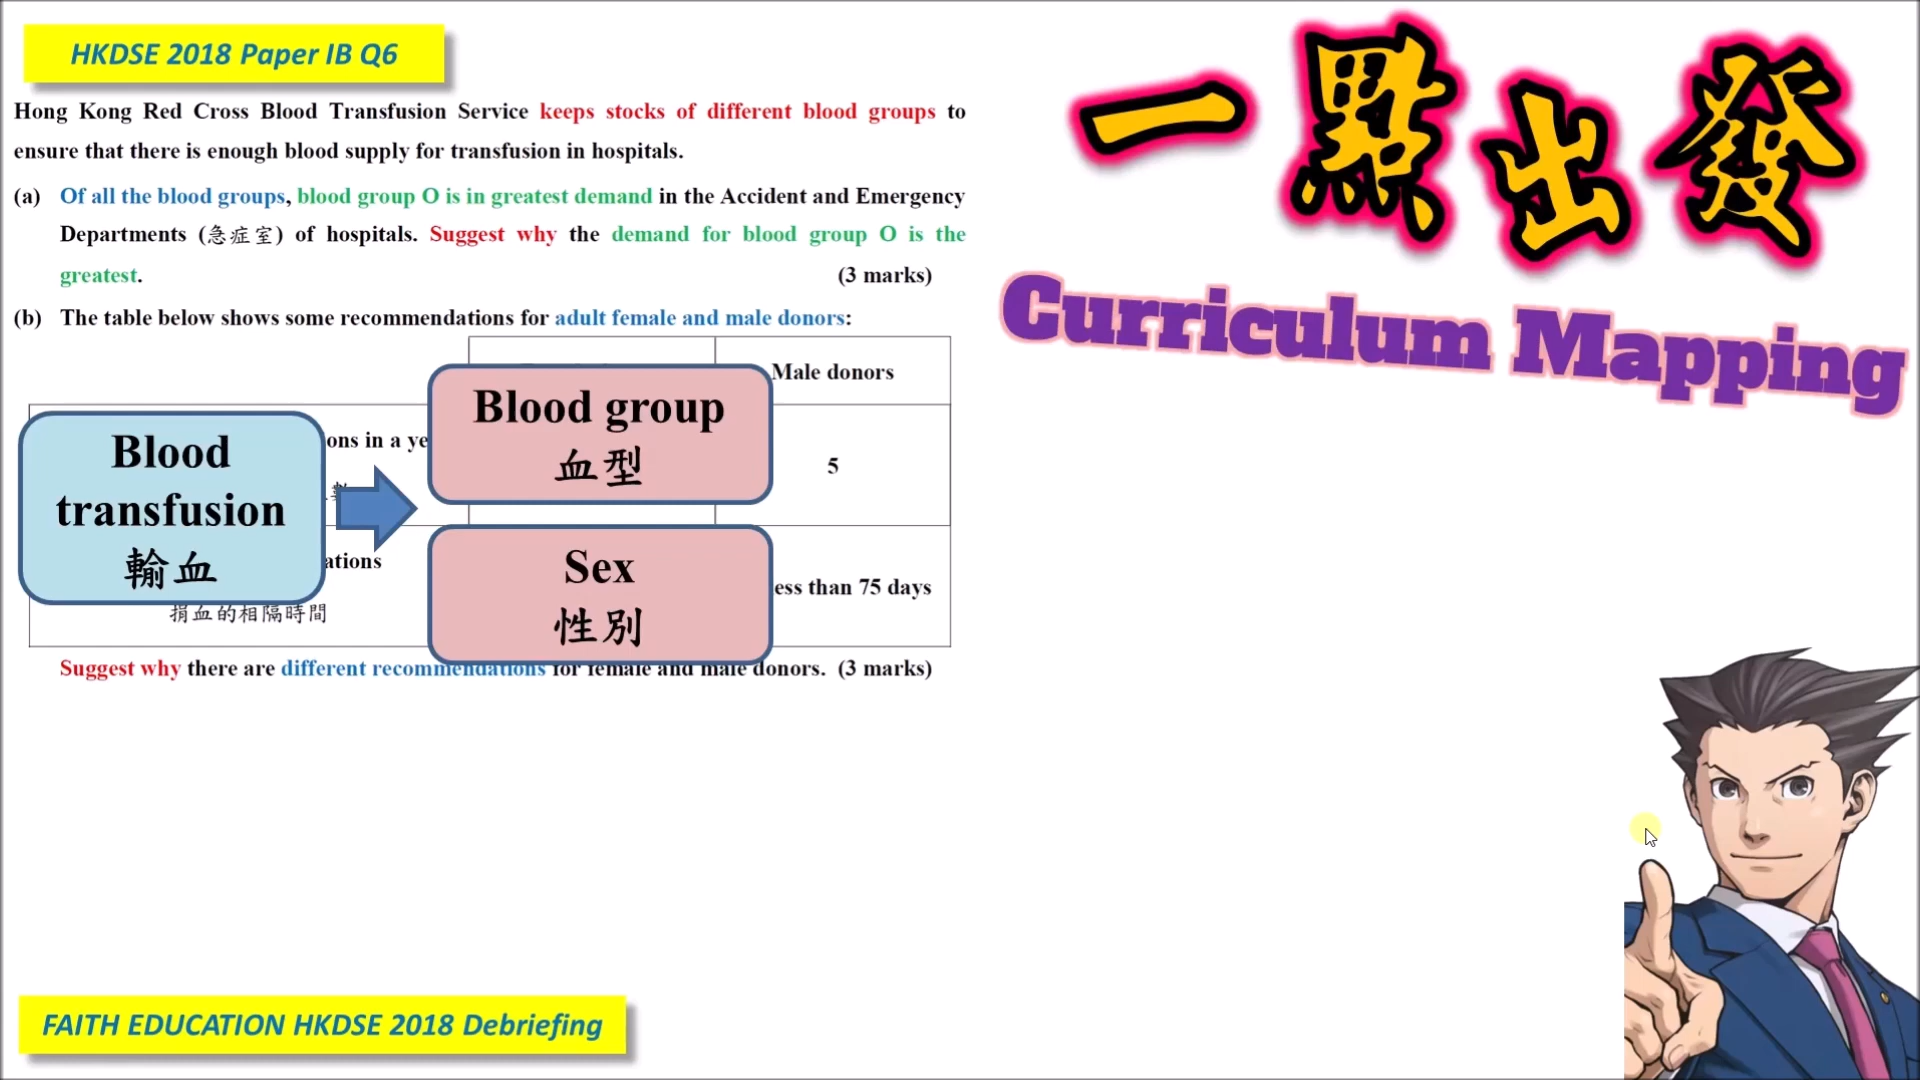 HKDSE 2018 Paper IB Q6
一點出發
Curriculum Mapping
Hong Kong Red Cross Blood Transfusion Service keeps stocks of different blood groups to
ensure that there is enough blood supply for transfusion in hospitals.
(a) Of all the blood groups, blood group O is in greatest demand in the Accident and Emergency
Departments (急症室) of hospitals. Suggest why the demand for blood group O is the
greatest. (3 marks)
(b) The table below shows some recommendations for adult female and male donors:
Male donors
ons in a ye
5
ations
ess than 75 days
捐血的相隔時間
Blood
transfusion
輸血
Blood group
血型
Sex
性別
Suggest why there are different recommendations for female and male donors. (3 marks)
FAITH EDUCATION HKDSE 2018 Debriefing